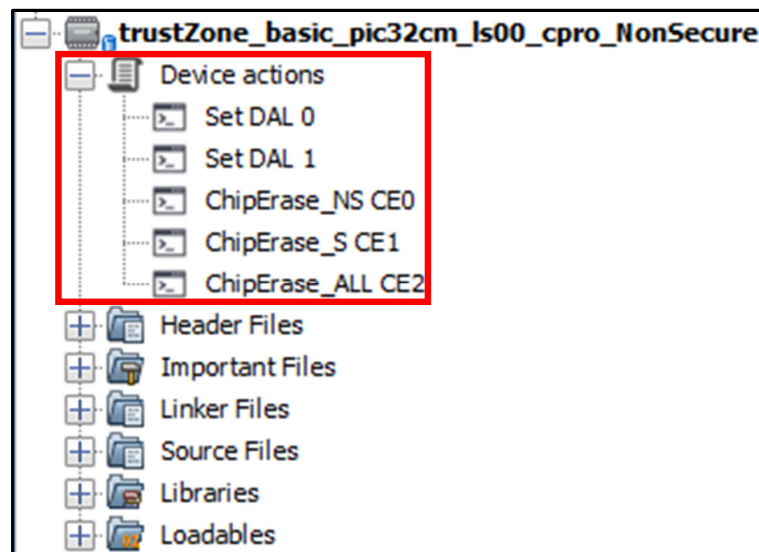 trustZone_basic_pic32cm_ls00_cpro_NonSecure
Device actions
Set DAL 0
Set DAL 1
ChipErase_NS CE0
ChipErase_S CE1
ChipErase_ALL CE2
Header Files
Important Files
Linker Files
Source Files
Libraries
Loadables